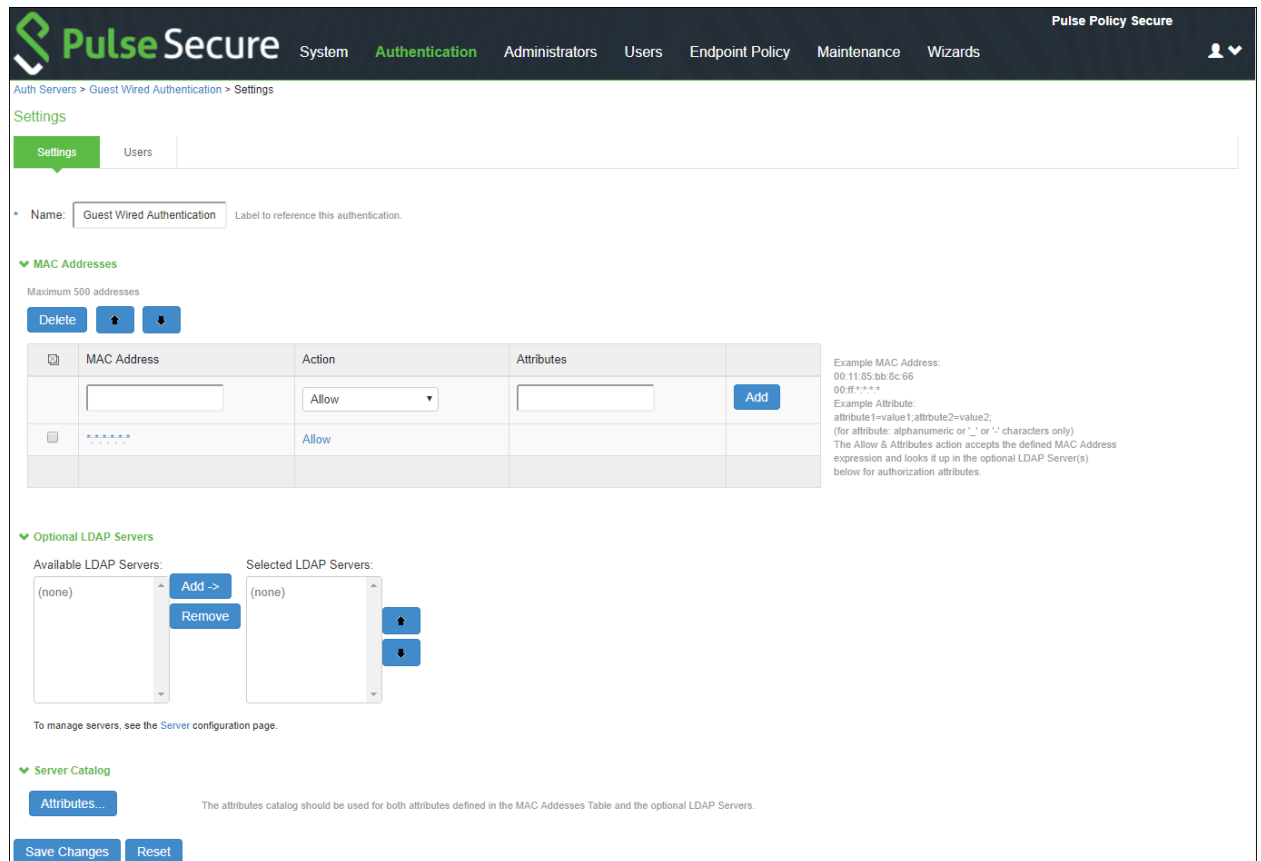 Pulse Policy Secure
Pulse Secure System Authentication Administrators Users Endpoint Policy Maintenance Wizards
Auth Servers > Guest Wired Authentication > Settings
Settings
Settings Users
* Name: Guest Wired Authentication Label to reference this authentication.
MAC Addresses
Maximum 500 addresses
Delete
MAC Address Action Attributes
Allow Add
*:*:*:*:*:* Allow
Example MAC Address:
00:11:85:bb:8c:66
00:ff:*:*:*:*
Example Attribute:
attribute1=value1;attrbute2=value2;
(for attribute: alphanumeric or '_' or '-' characters only)
The Allow & Attributes action accepts the defined MAC Address
expression and looks it up in the optional LDAP Server(s)
below for authorization attributes.
Optional LDAP Servers
Available LDAP Servers: Selected LDAP Servers:
(none) Add -> (none)
Remove
To manage servers, see the Server configuration page.
Server Catalog
Attributes... The attributes catalog should be used for both attributes defined in the MAC Addesses Table and the optional LDAP Servers.
Save Changes Reset